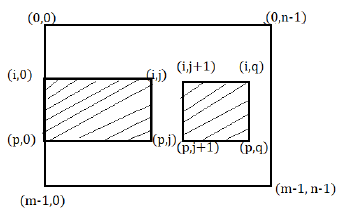 (0,0) (0,n-1)
(i,0) (i,j) (i,j+1) (i,q)
(p,0) (p,j) (p,j+1) (p,q)
(m-1,0) (m-1, n-1)